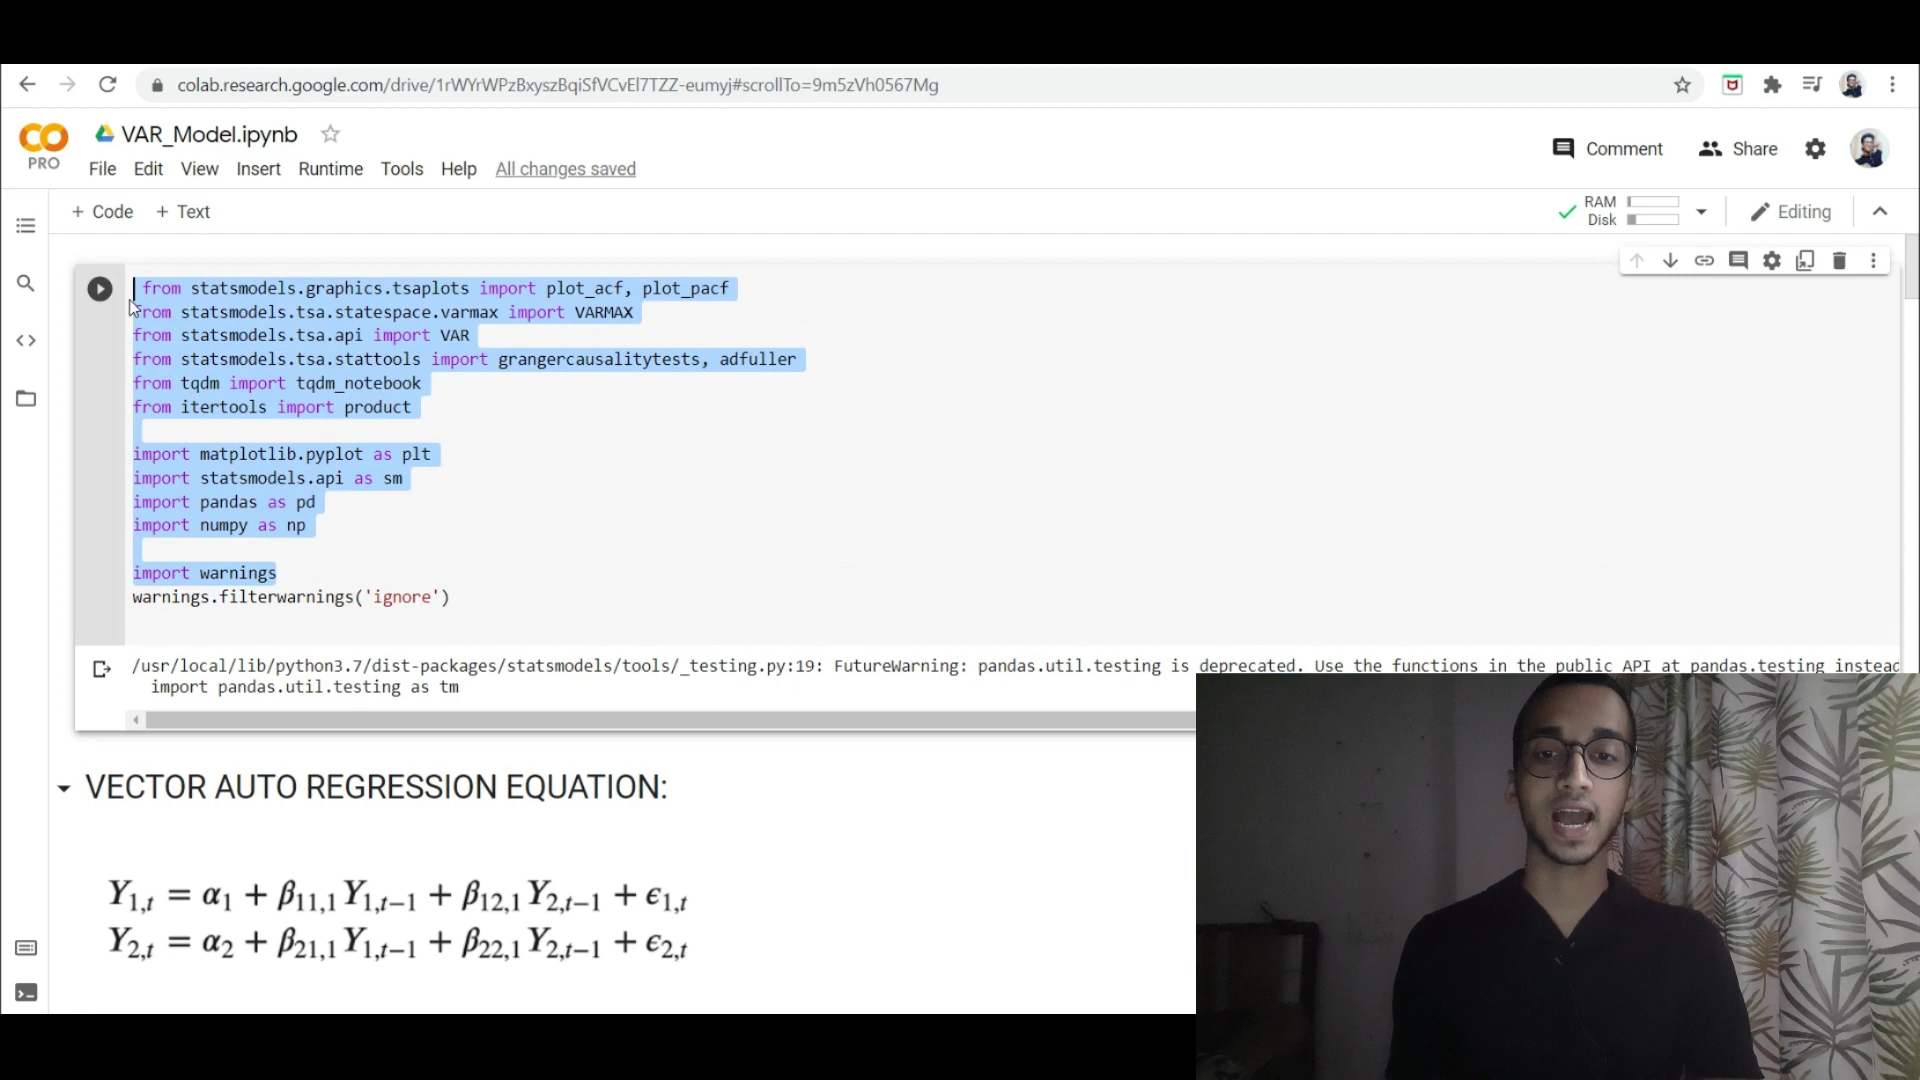 colab.research.google.com/drive/1rWYrWPzBxyszBqiSfVCvEl7TZZ-eumyj#scrollTo=9m5zVh0567Mg
CO
PRO
VAR_Model.ipynb
File Edit View Insert Runtime Tools Help All changes saved
Comment Share
+ Code + Text
RAM
Disk
Editing
from statsmodels.graphics.tsaplots import plot_acf, plot_pacf
from statsmodels.tsa.statespace.varmax import VARMAX
from statsmodels.tsa.api import VAR
from statsmodels.tsa.stattools import grangercausalitytests, adfuller
from tqdm import tqdm_notebook
from itertools import product
import matplotlib.pyplot as plt
import statsmodels.api as sm
import pandas as pd
import numpy as np
import warnings
warnings.filterwarnings('ignore')
/usr/local/lib/python3.7/dist-packages/statsmodels/tools/_testing.py:19: FutureWarning: pandas.util.testing is deprecated. Use the functions in the public API at pandas.testing instead
import pandas.util.testing as tm
VECTOR AUTO REGRESSION EQUATION:
Y₁,ₜ = α₁ + β₁₁,₁ Y₁,ₜ₋₁ + β₁₂,₁ Y₂,ₜ₋₁ + ϵ₁,ₜ
Y₂,ₜ = α₂ + β₂₁,₁ Y₁,ₜ₋₁ + β₂₂,₁ Y₂,ₜ₋₁ + ϵ₂,ₜ